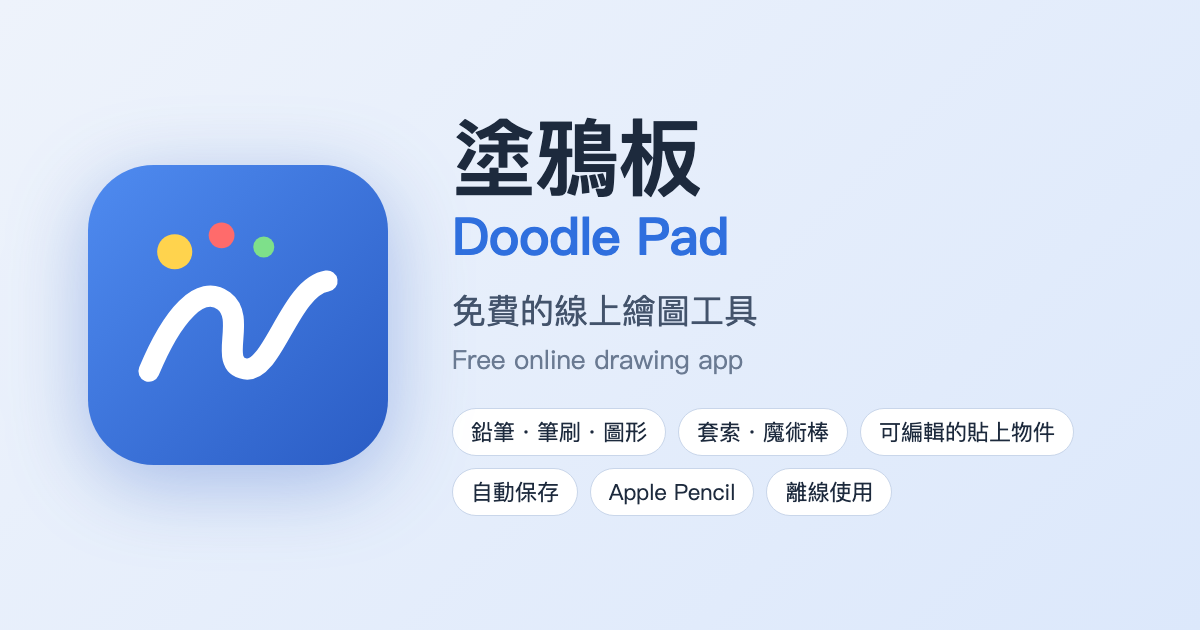 塗鴉板
Doodle Pad
免費的線上繪圖工具
Free online drawing app
鉛筆 · 筆刷 · 圖形
套索 · 魔術棒
可編輯的貼上物件
自動保存
Apple Pencil
離線使用